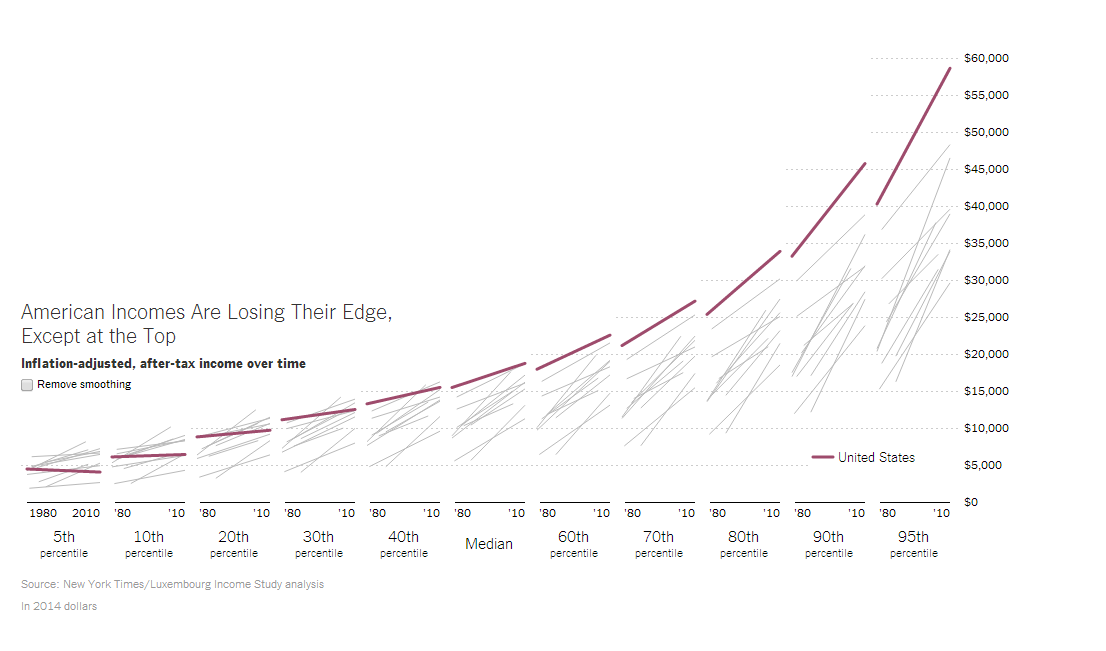 $60,000
$55,000
$50,000
$45,000
$40,000
$35,000
$30,000
$25,000
$20,000
$15,000
$10,000
$5,000
$0
American Incomes Are Losing Their Edge,
Except at the Top
Inflation-adjusted, after-tax income over time
Remove smoothing
United States
1980 2010 '80 '10 '80 '10 '80 '10 '80 '10 '80 '10 '80 '10 '80 '10 '80 '10 '80 '10 '80 '10
5th 10th 20th 30th 40th Median 60th 70th 80th 90th 95th
percentile percentile percentile percentile percentile percentile percentile percentile percentile percentile
Source: New York Times/Luxembourg Income Study analysis
In 2014 dollars